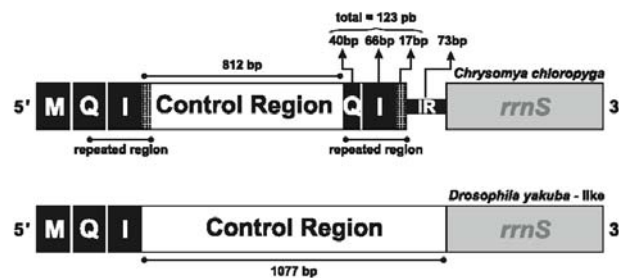 total = 123 pb
40bp 66bp 17bp 73bp
812 bp
Chrysomya chloropyga
5' M Q I Control Region Q I IR rrnS 3
repeated region repeated region
Drosophila yakuba - like
5' M Q I Control Region rrnS 3
1077 bp